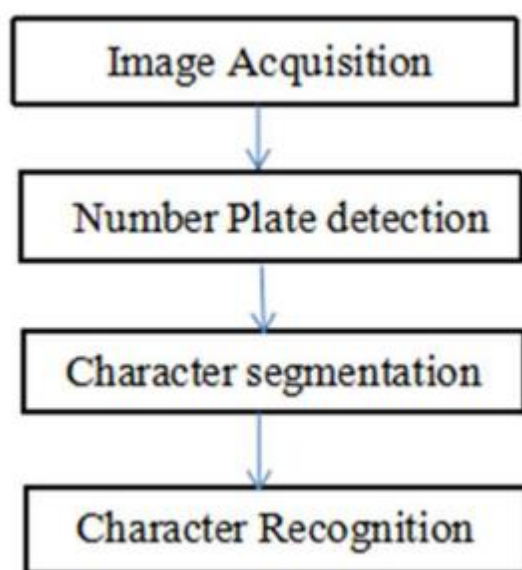 Image Acquisition
Number Plate detection
Character segmentation
Character Recognition